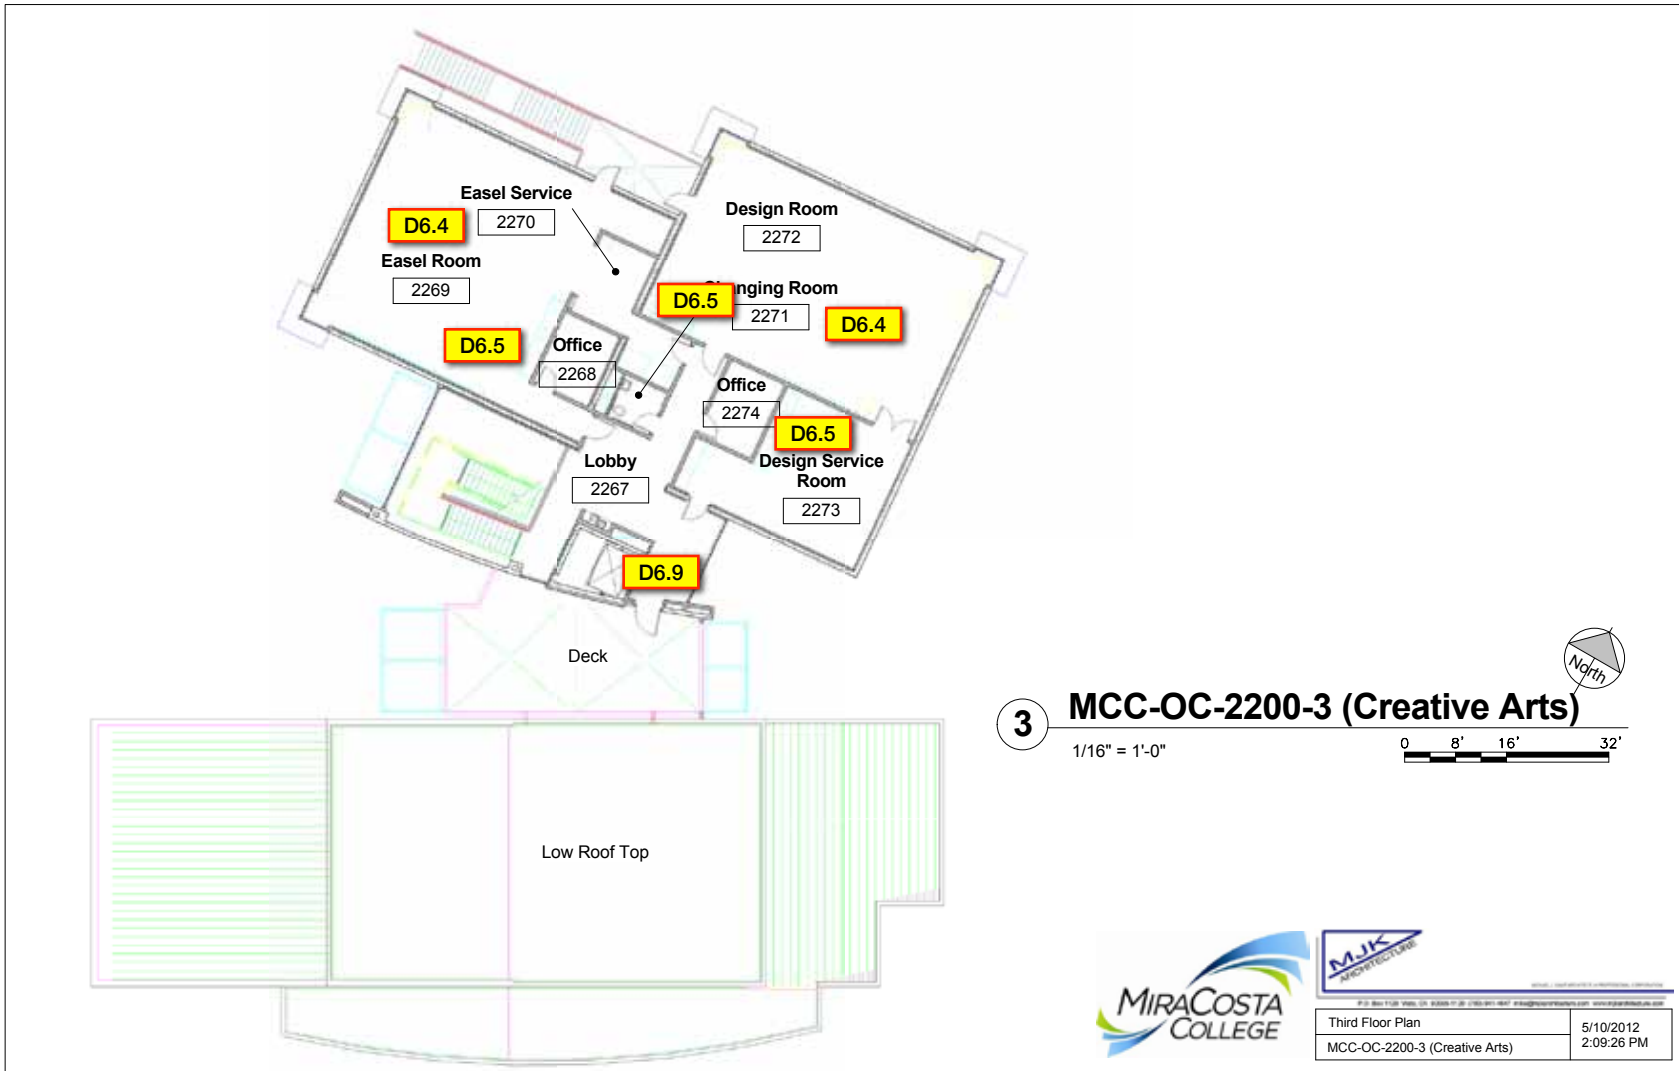 Easel Service
2270
D6.4
Easel Room
2269
D6.5
Design Room
2272
D6.5
Changing Room
2271
D6.4
Office
2268
Office
2274
D6.5
Design Service
Room
2273
Lobby
2267
D6.9
Deck
Low Roof Top
North
3
MCC-OC-2200-3 (Creative Arts)
1/16" = 1'-0"
0 8' 16' 32'
MIRACOSTA
COLLEGE
MJK
ARCHITECTURE
Third Floor Plan
MCC-OC-2200-3 (Creative Arts)
5/10/2012
2:09:26 PM